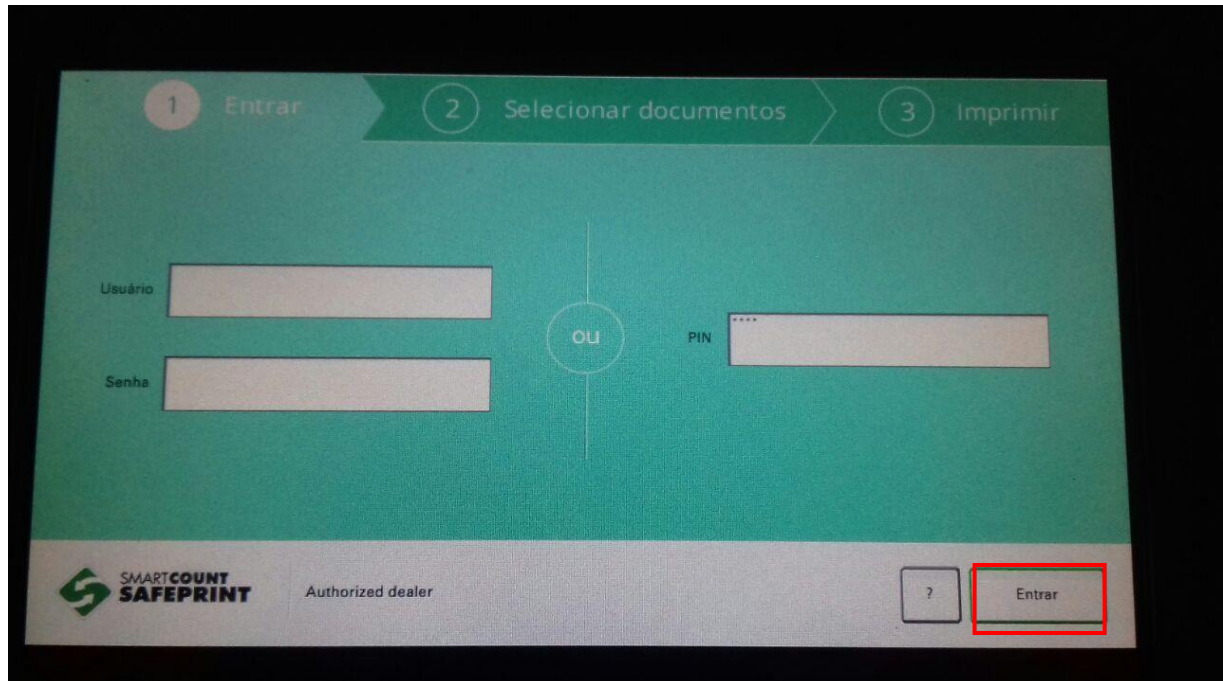 1 Entrar
2 Selecionar documentos
3 Imprimir
Usuário
Senha
ou
PIN
••••
SMARTCOUNT
SAFEPRINT
Authorized dealer
?
Entrar